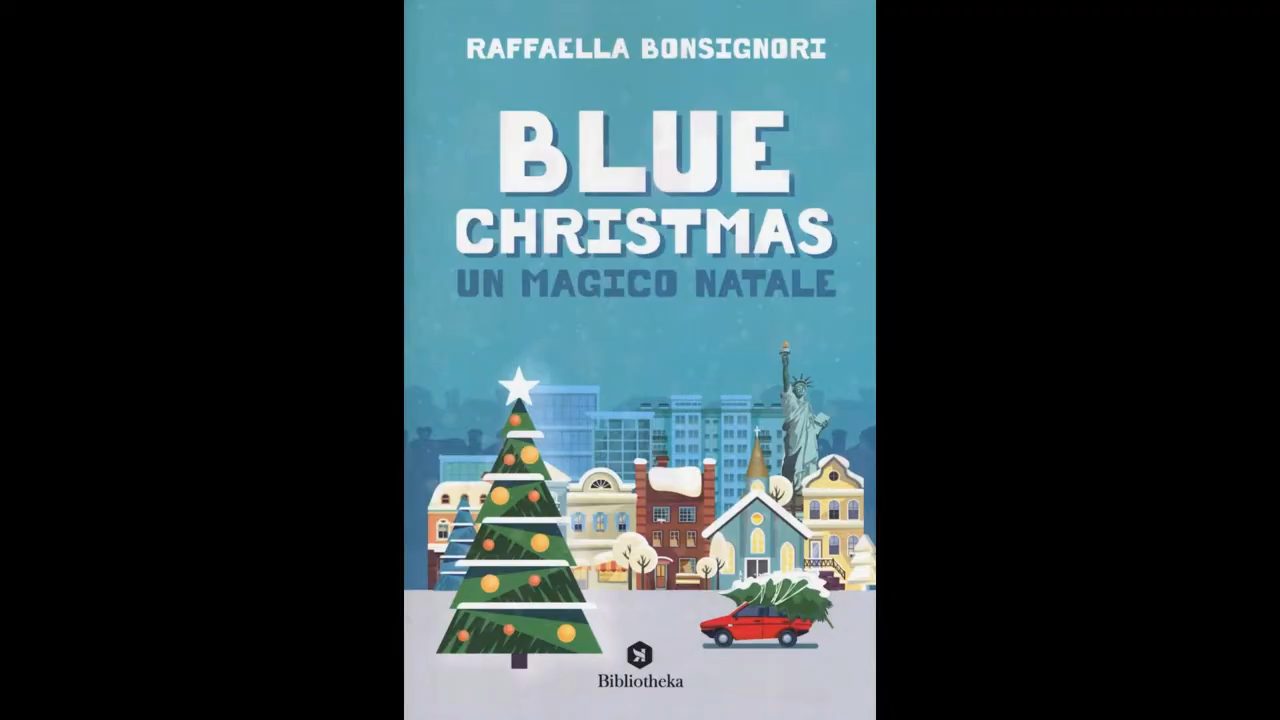 RAFFAELLA BONSIGNORI
BLUE
CHRISTMAS
UN MAGICO NATALE
Bibliotheka